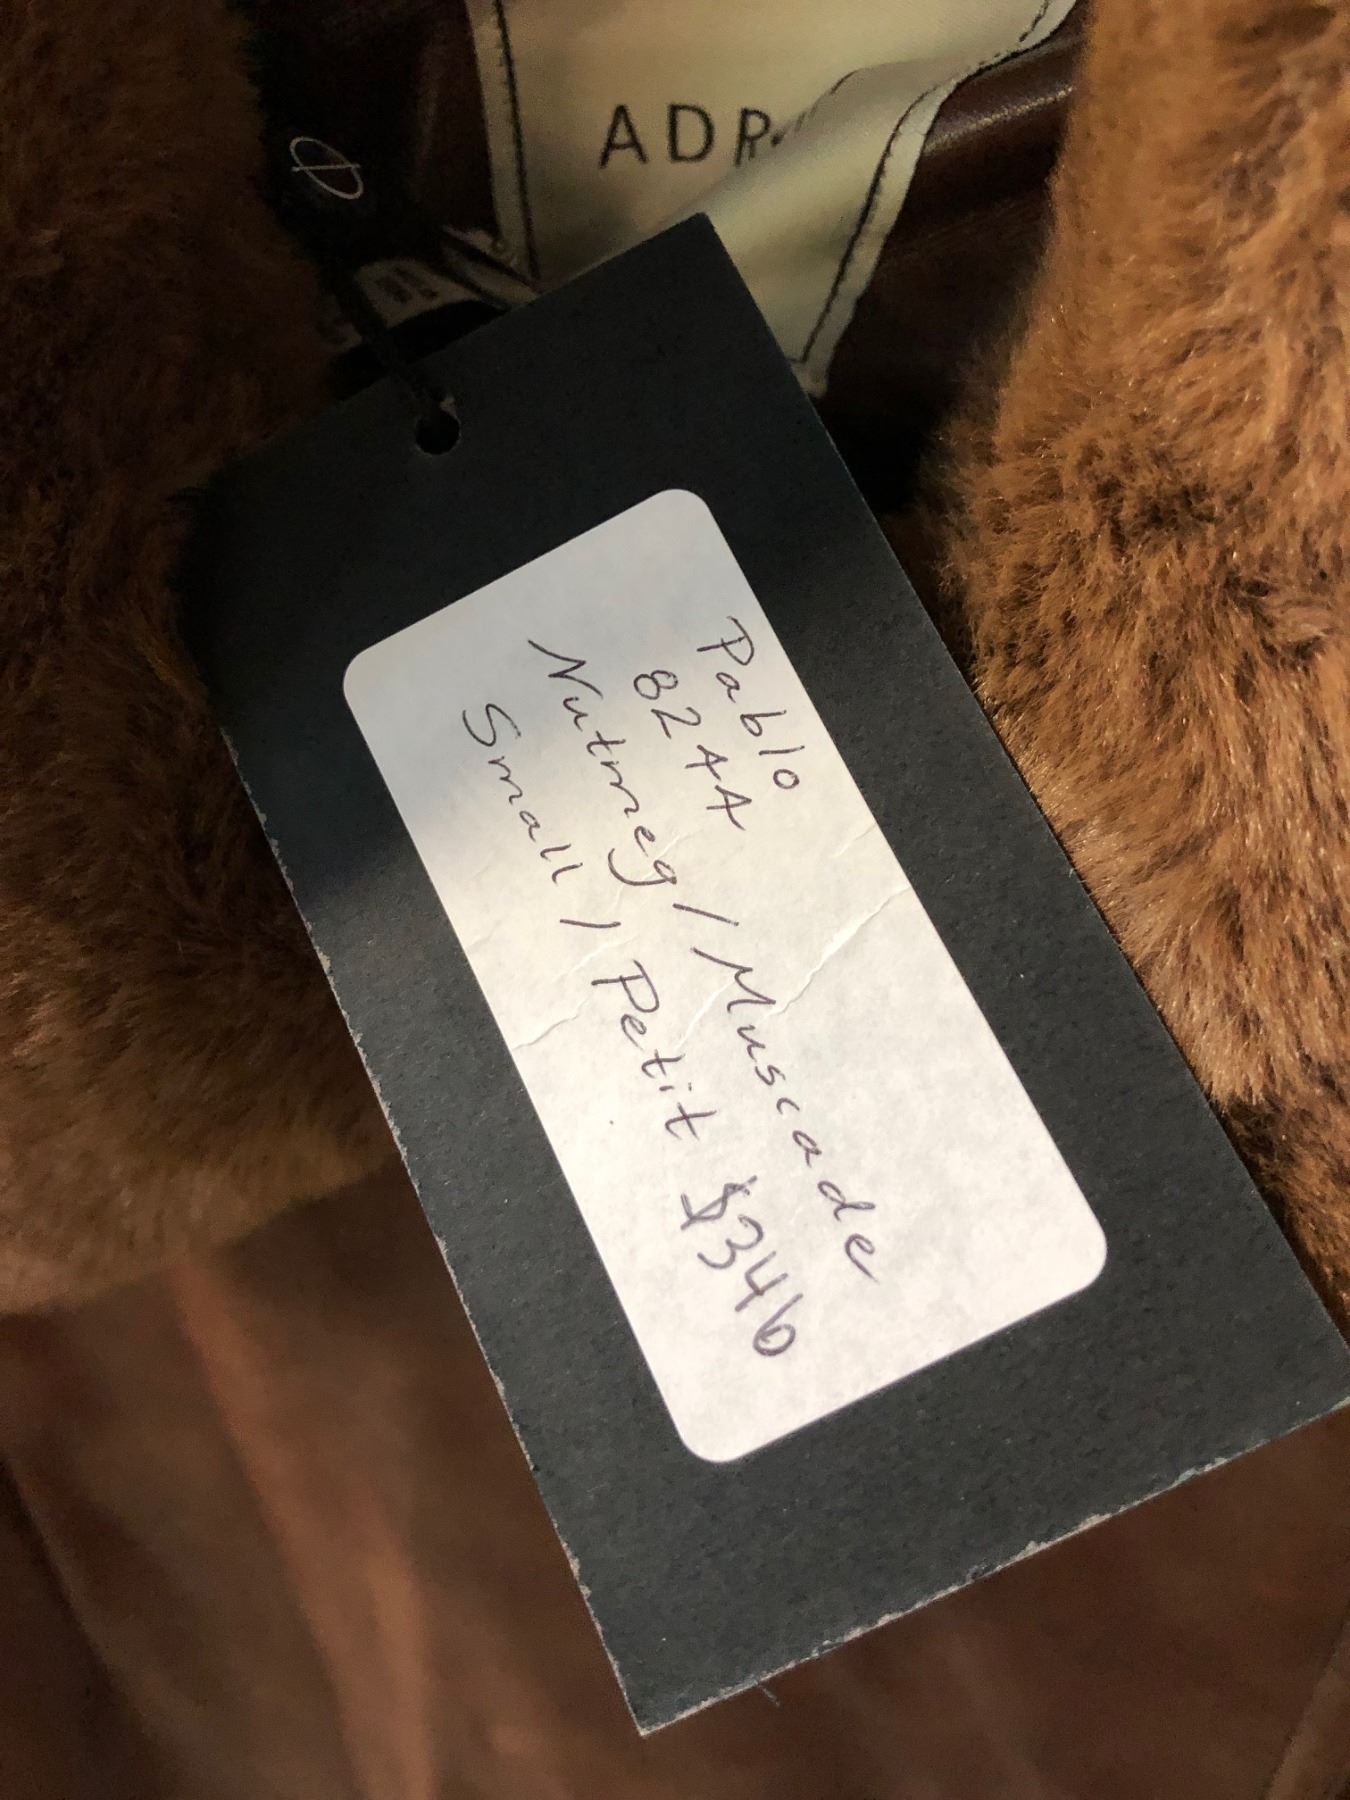 ADR
Pablo
8244
Nutmeg / Muscade
Small / Petit $346